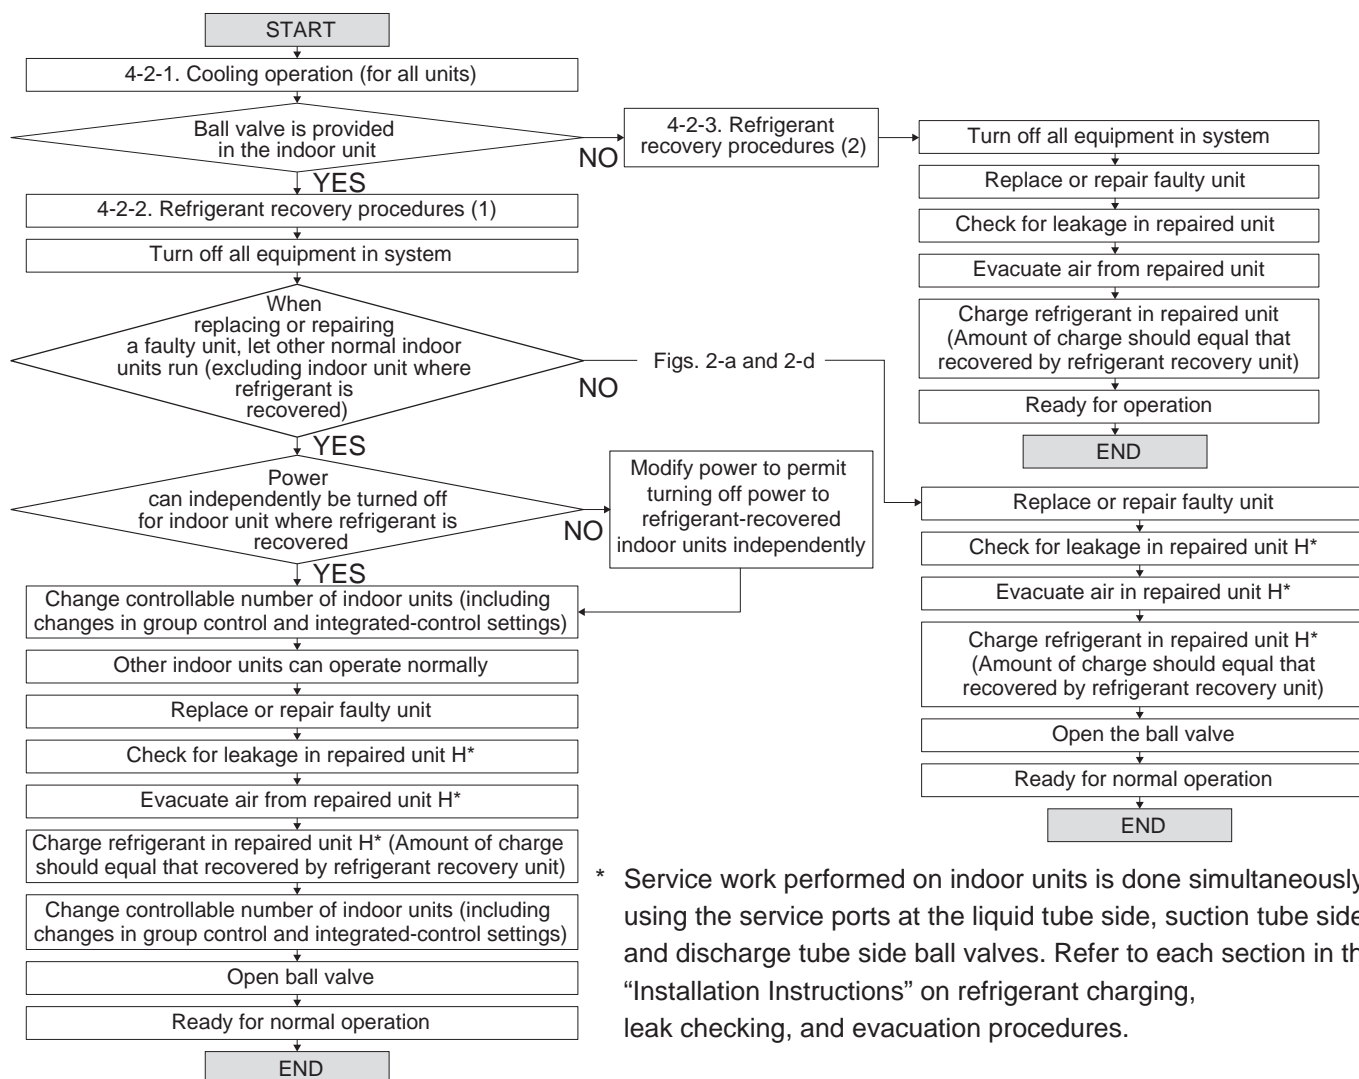 START
4-2-1. Cooling operation (for all units)
Ball valve is provided
in the indoor unit
NO
4-2-3. Refrigerant
recovery procedures (2)
YES
4-2-2. Refrigerant recovery procedures (1)
Turn off all equipment in system
When
replacing or repairing
a faulty unit, let other normal indoor
units run (excluding indoor unit where
refrigerant is
recovered)
NO
Figs. 2-a and 2-d
YES
Power
can independently be turned off
for indoor unit where refrigerant is
recovered
NO
Modify power to permit
turning off power to
refrigerant-recovered
indoor units independently
YES
Change controllable number of indoor units (including
changes in group control and integrated-control settings)
Other indoor units can operate normally
Replace or repair faulty unit
Check for leakage in repaired unit H*
Evacuate air from repaired unit H*
Charge refrigerant in repaired unit H* (Amount of charge
should equal that recovered by refrigerant recovery unit)
Change controllable number of indoor units (including
changes in group control and integrated-control settings)
Open ball valve
Ready for normal operation
END
Turn off all equipment in system
Replace or repair faulty unit
Check for leakage in repaired unit
Evacuate air from repaired unit
Charge refrigerant in repaired unit
(Amount of charge should equal that
recovered by refrigerant recovery unit)
Ready for operation
END
Replace or repair faulty unit
Check for leakage in repaired unit H*
Evacuate air in repaired unit H*
Charge refrigerant in repaired unit H*
(Amount of charge should equal that
recovered by refrigerant recovery unit)
Open the ball valve
Ready for normal operation
END
* Service work performed on indoor units is done simultaneously
using the service ports at the liquid tube side, suction tube side
and discharge tube side ball valves. Refer to each section in th
“Installation Instructions” on refrigerant charging,
leak checking, and evacuation procedures.